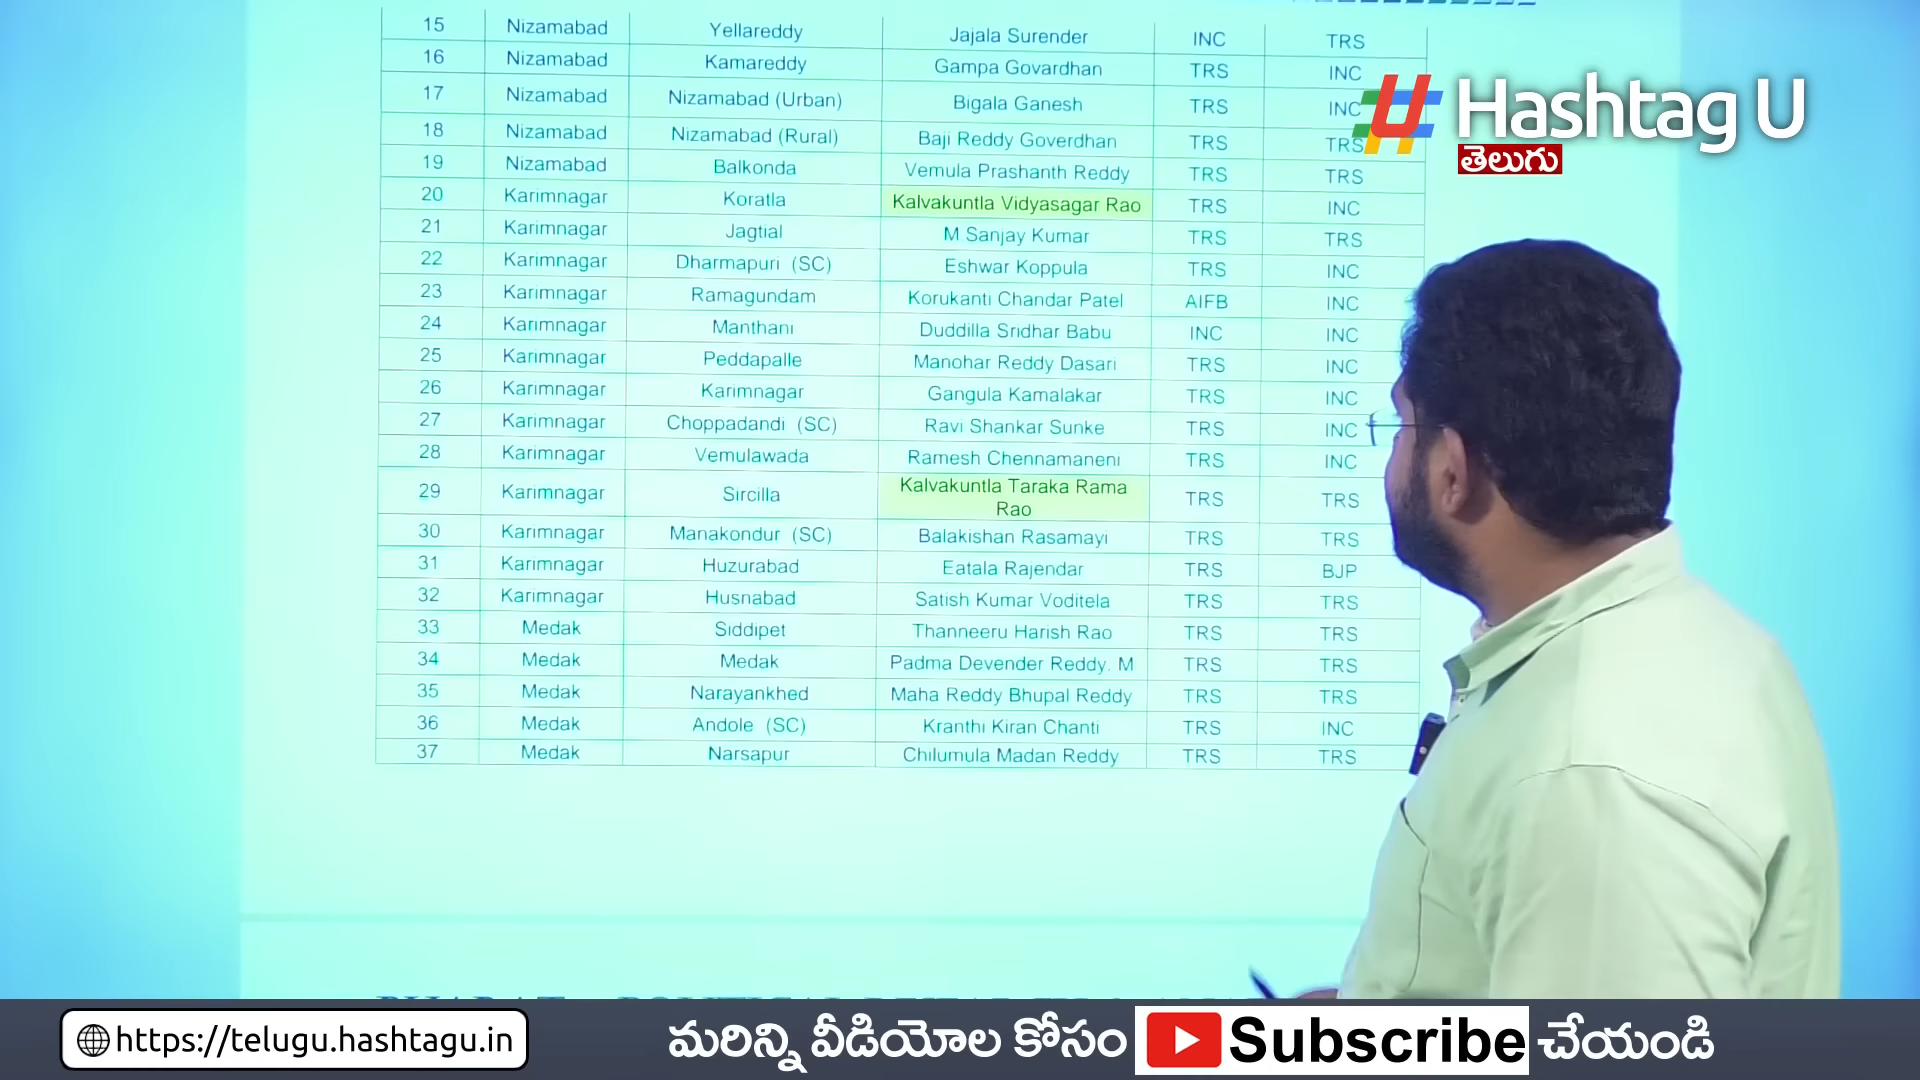 15 Nizamabad Yellareddy Jajala Surender INC TRS
16 Nizamabad Kamareddy Gampa Govardhan TRS INC
17 Nizamabad Nizamabad (Urban) Bigala Ganesh TRS INC
18 Nizamabad Nizamabad (Rural) Baji Reddy Goverdhan TRS TRS
19 Nizamabad Balkonda Vemula Prashanth Reddy TRS TRS
20 Karimnagar Koratla Kalvakuntla Vidyasagar Rao TRS INC
21 Karimnagar Jagtial M Sanjay Kumar TRS TRS
22 Karimnagar Dharmapuri (SC) Eshwar Koppula TRS INC
23 Karimnagar Ramagundam Korukanti Chandar Patel AIFB INC
24 Karimnagar Manthani Duddilla Sridhar Babu INC INC
25 Karimnagar Peddapalle Manohar Reddy Dasari TRS INC
26 Karimnagar Karimnagar Gangula Kamalakar TRS INC
27 Karimnagar Choppadandi (SC) Ravi Shankar Sunke TRS INC
28 Karimnagar Vemulawada Ramesh Chennamaneni TRS INC
29 Karimnagar Sircilla Kalvakuntla Taraka Rama Rao TRS TRS
30 Karimnagar Manakondur (SC) Balakishan Rasamayi TRS TRS
31 Karimnagar Huzurabad Eatala Rajendar TRS BJP
32 Karimnagar Husnabad Satish Kumar Voditela TRS TRS
33 Medak Siddipet Thanneeru Harish Rao TRS TRS
34 Medak Medak Padma Devender Reddy. M TRS TRS
35 Medak Narayankhed Maha Reddy Bhupal Reddy TRS TRS
36 Medak Andole (SC) Kranthi Kiran Chanti TRS INC
37 Medak Narsapur Chilumula Madan Reddy TRS TRS
Hashtag U
తెలుగు
https://telugu.hashtagu.in
మరిన్ని వీడియోల కోసం Subscribe చేయండి